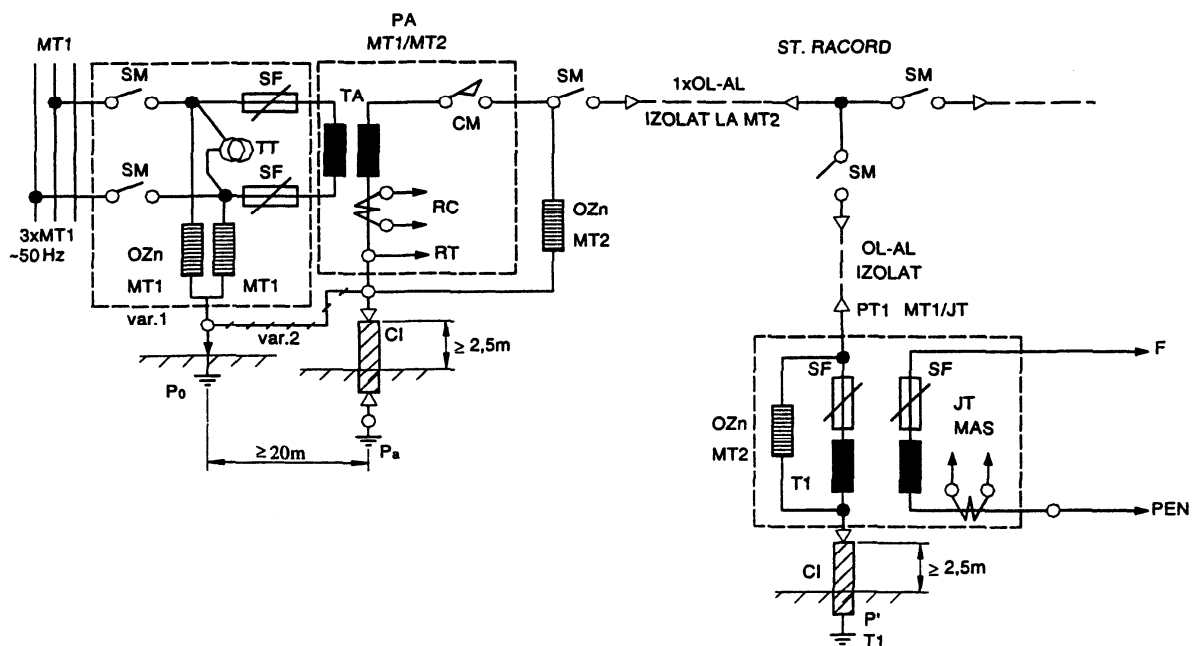 PA
MT1/MT2
MT1
SM
SF
TA
SM
ST. RACORD
1xOL-AL
IZOLAT LA MT2
SM
CM
TT
SM
SF
SM
RC
OZn
MT2
3xMT1
~50 Hz
OZn
MT1
MT1
RT
OL-AL
IZOLAT
var.1
var.2
CI
≥ 2,5m
PT1 MT1/JT
P0
Pa
≥ 20m
SF
SF
F
JT
MAS
OZn
MT2
T1
PEN
CI
≥ 2,5m
P'
T1